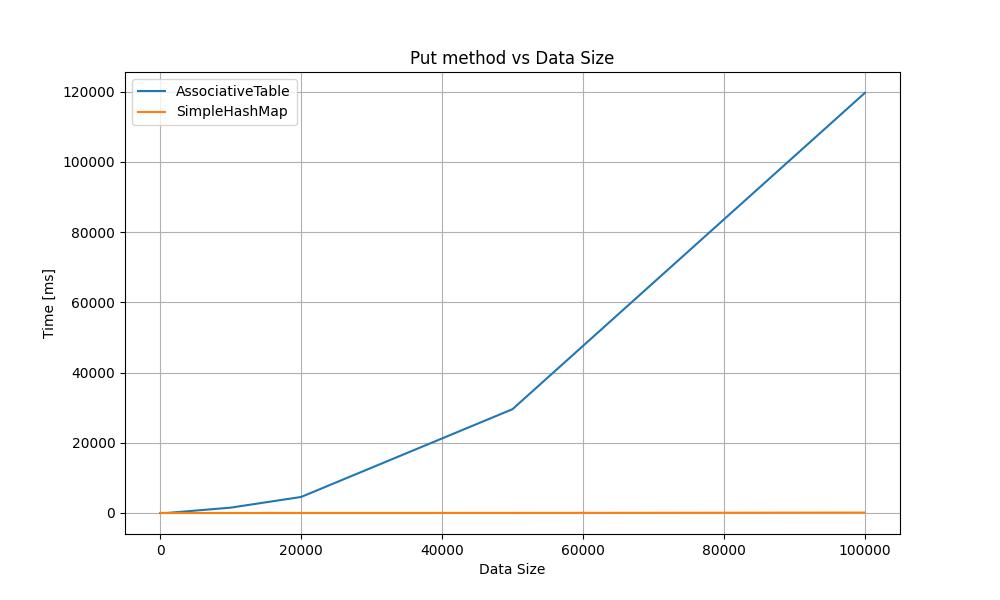 Put method vs Data Size
AssociativeTable
SimpleHashMap
120000
100000
80000
60000
40000
20000
0
Time [ms]
0 20000 40000 60000 80000 100000
Data Size